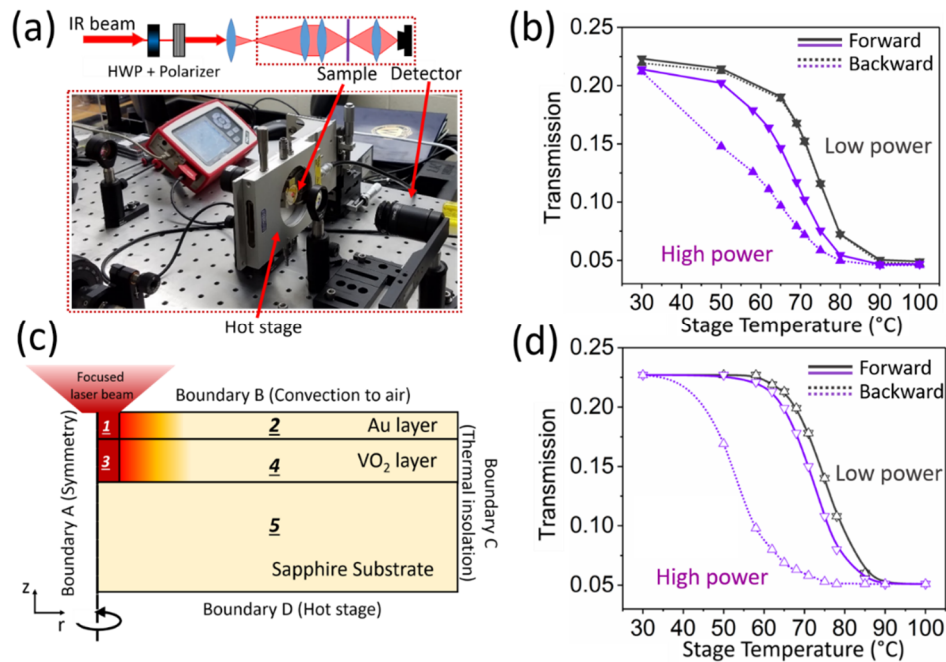 (a)
IR beam
HWP + Polarizer
Sample
Detector
Hot stage
(b)
0.25
0.20
0.15
0.10
0.05
Transmission
Forward
Backward
Low power
High power
30 40 50 60 70 80 90 100
Stage Temperature (°C)
(c)
Focused
laser beam
Boundary B (Convection to air)
1
2
Au layer
3
4
VO₂ layer
5
Sapphire Substrate
Boundary A (Symmetry)
Boundary C
(Thermal insolation)
Boundary D (Hot stage)
z
r
(d)
0.25
0.20
0.15
0.10
0.05
Transmission
Forward
Backward
Low power
High power
30 40 50 60 70 80 90 100
Stage Temperature (°C)